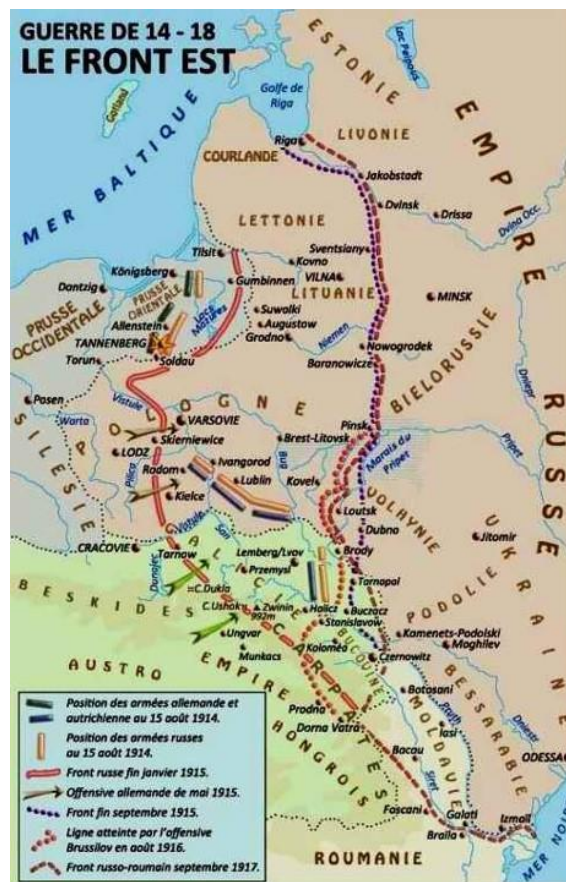 GUERRE DE 14 - 18
LE FRONT EST
ESTONIE
Lac Peïpous
Golfe de
Riga
Gotland
MER BALTIQUE
EMPIRE
RUSSE
Riga
LIVONIE
COURLANDE
Jakobstadt
Dvinsk
Drissa
Dvina Occ.
LETTONIE
Tilsit
Sventsiany
Kovno
VILNA
Königsberg
Gumbinnen
LITUANIE
Dantzig
PRUSSE
ORIENTALE
MINSK
Suwalki
Augustow
Allenstein
Lacs Mazures
PRUSSE
OCCIDENTALE
Grodno
Niemen
TANNENBERG
Nowogrodek
Torun
Soldau
Baranowicze
BIELORUSSIE
Dniepr
Posen
Vistule
POLOGNE
Warta
VARSOVIE
Pinsk
SILESIE
Skierniewice
Brest-Litovsk
Marais du
Pripet
Pripet
LODZ
Radom
Ivangorod
Bug
Pilica
Lublin
Kovel
VOLHYNIE
Kielce
Loutsk
Vistule
Dubno
UKRAINE
San
CRACOVIE
GALICIE
Jitomir
Tarnow
Lemberg/Lvov
Brody
Dunajec
Przemysl
Tarnopol
BESKIDES
C.Dukla
PODOLIE
C.Ushok
Zwinin
992m
Halicz
Buczacz
Stanislavow
Kamenets-Podolski
Ungvar
Kolomea
Moghilev
Munkacs
BUCOVINE
Czernowitz
AUSTRO
EMPIRE
HONGROIS
CARPATES
BESSARABIE
Botosani
Prodna
MOLDAVIE
Pruth
Dniestr
Dorna Vatra
Iasi
ODESSA
Bacau
Siret
Foscani
Galati
Izmail
Braila
MER NOIRE
ROUMANIE
Position des armées allemande et
autrichienne au 15 août 1914.
Position des armées russes
au 15 août 1914.
Front russe fin janvier 1915.
Offensive allemande de mai 1915.
Front fin septembre 1915.
Ligne atteinte par l'offensive
Brussilov en août 1916.
Front russo-roumain septembre 1917.